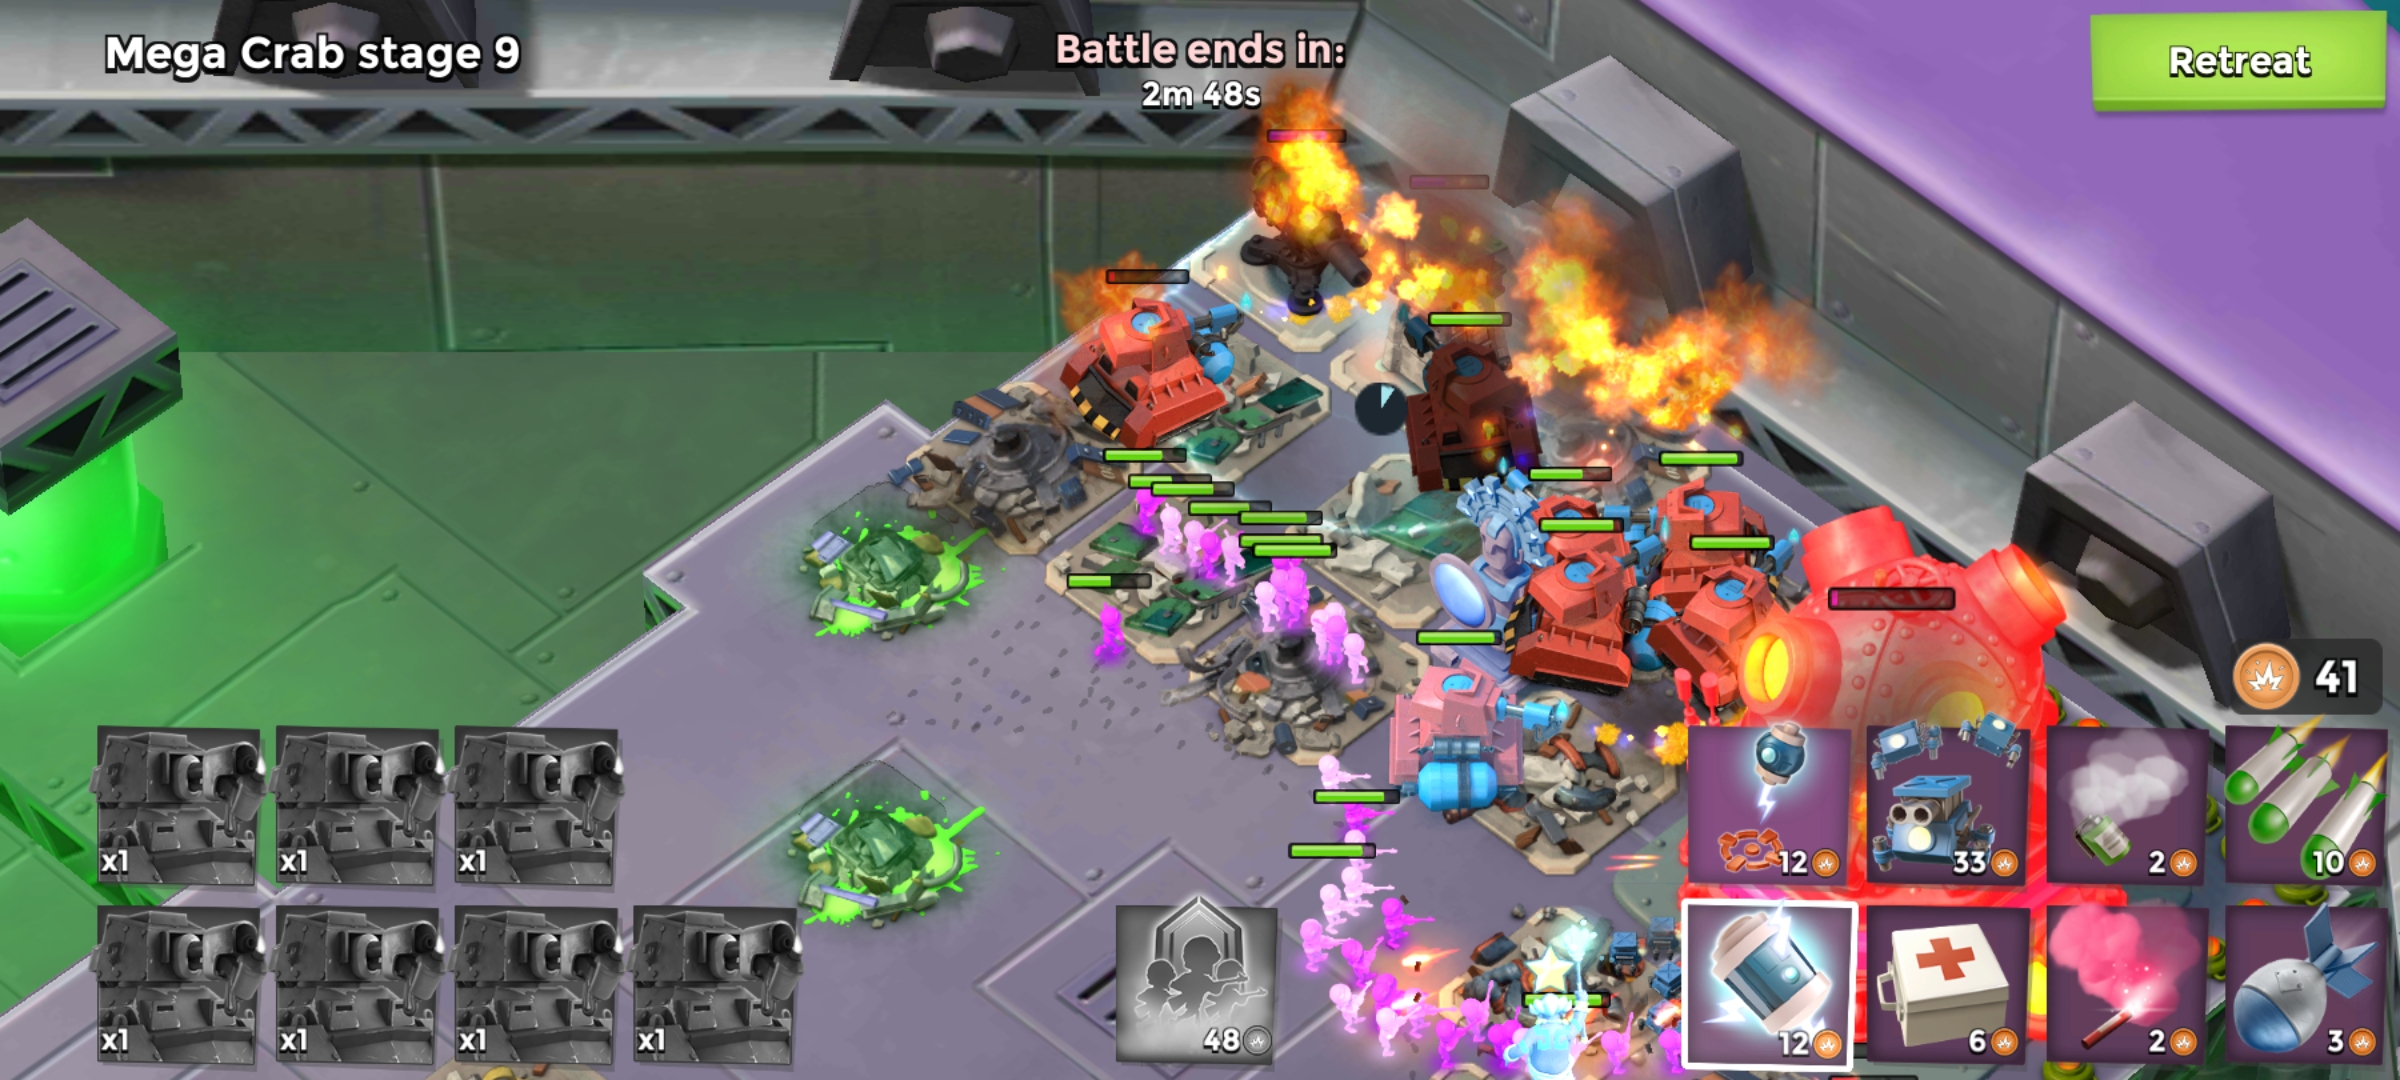 Mega Crab stage 9
Battle ends in:
2m 48s
Retreat
41
12
33
2
10
x1
x1
x1
x1
x1
x1
x1
48
12
6
2
3